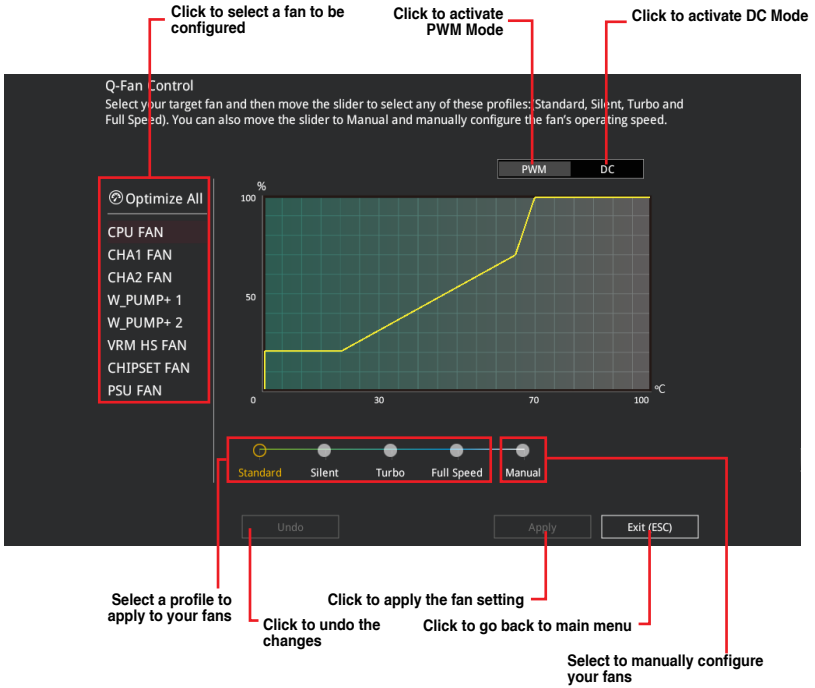 Click to select a fan to be
configured
Click to activate
PWM Mode
Click to activate DC Mode
Q-Fan Control
Select your target fan and then move the slider to select any of these profiles:(Standard, Silent, Turbo and
Full Speed). You can also move the slider to Manual and manually configure the fan's operating speed.
PWM
DC
Optimize All
CPU FAN
CHA1 FAN
CHA2 FAN
W_PUMP+ 1
W_PUMP+ 2
VRM HS FAN
CHIPSET FAN
PSU FAN
%
100
50
0
30
70
100
ºC
Standard
Silent
Turbo
Full Speed
Manual
Undo
Apply
Exit (ESC)
Select a profile to
apply to your fans
Click to undo the
changes
Click to apply the fan setting
Click to go back to main menu
Select to manually configure
your fans